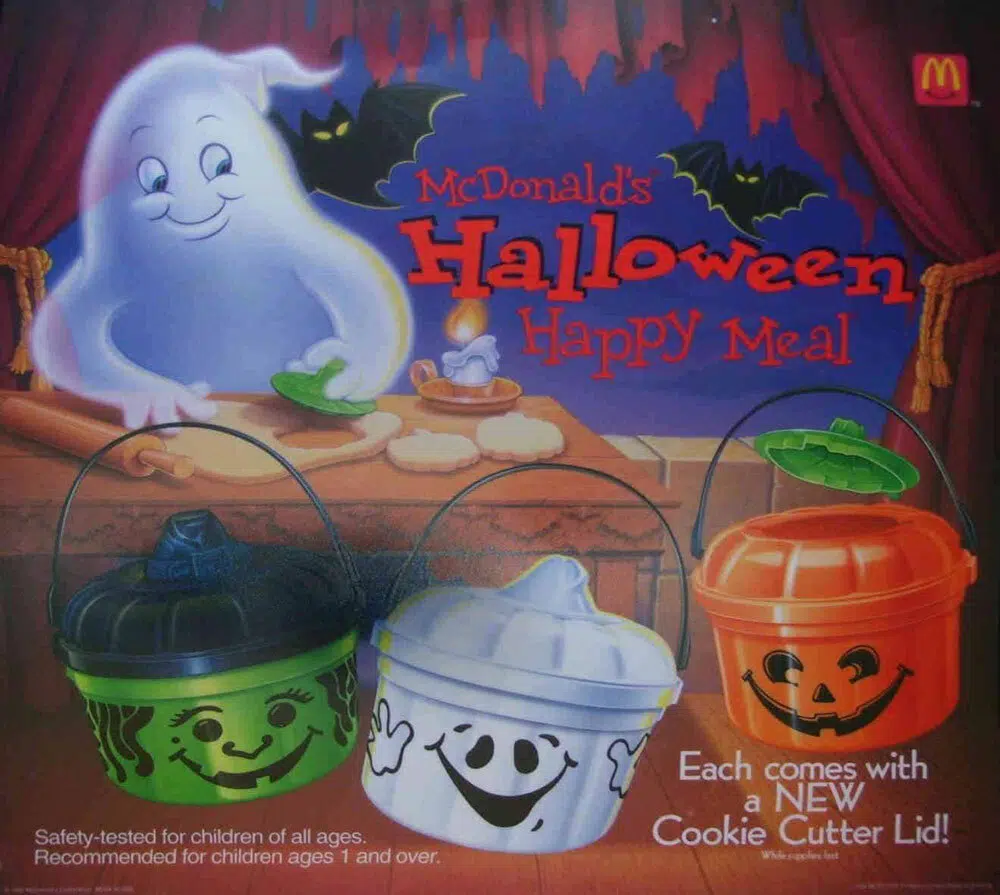 McDonald's
Halloween
Happy Meal
Each comes with
a NEW
Cookie Cutter Lid!
While supplies last
Safety-tested for children of all ages.
Recommended for children ages 1 and over.